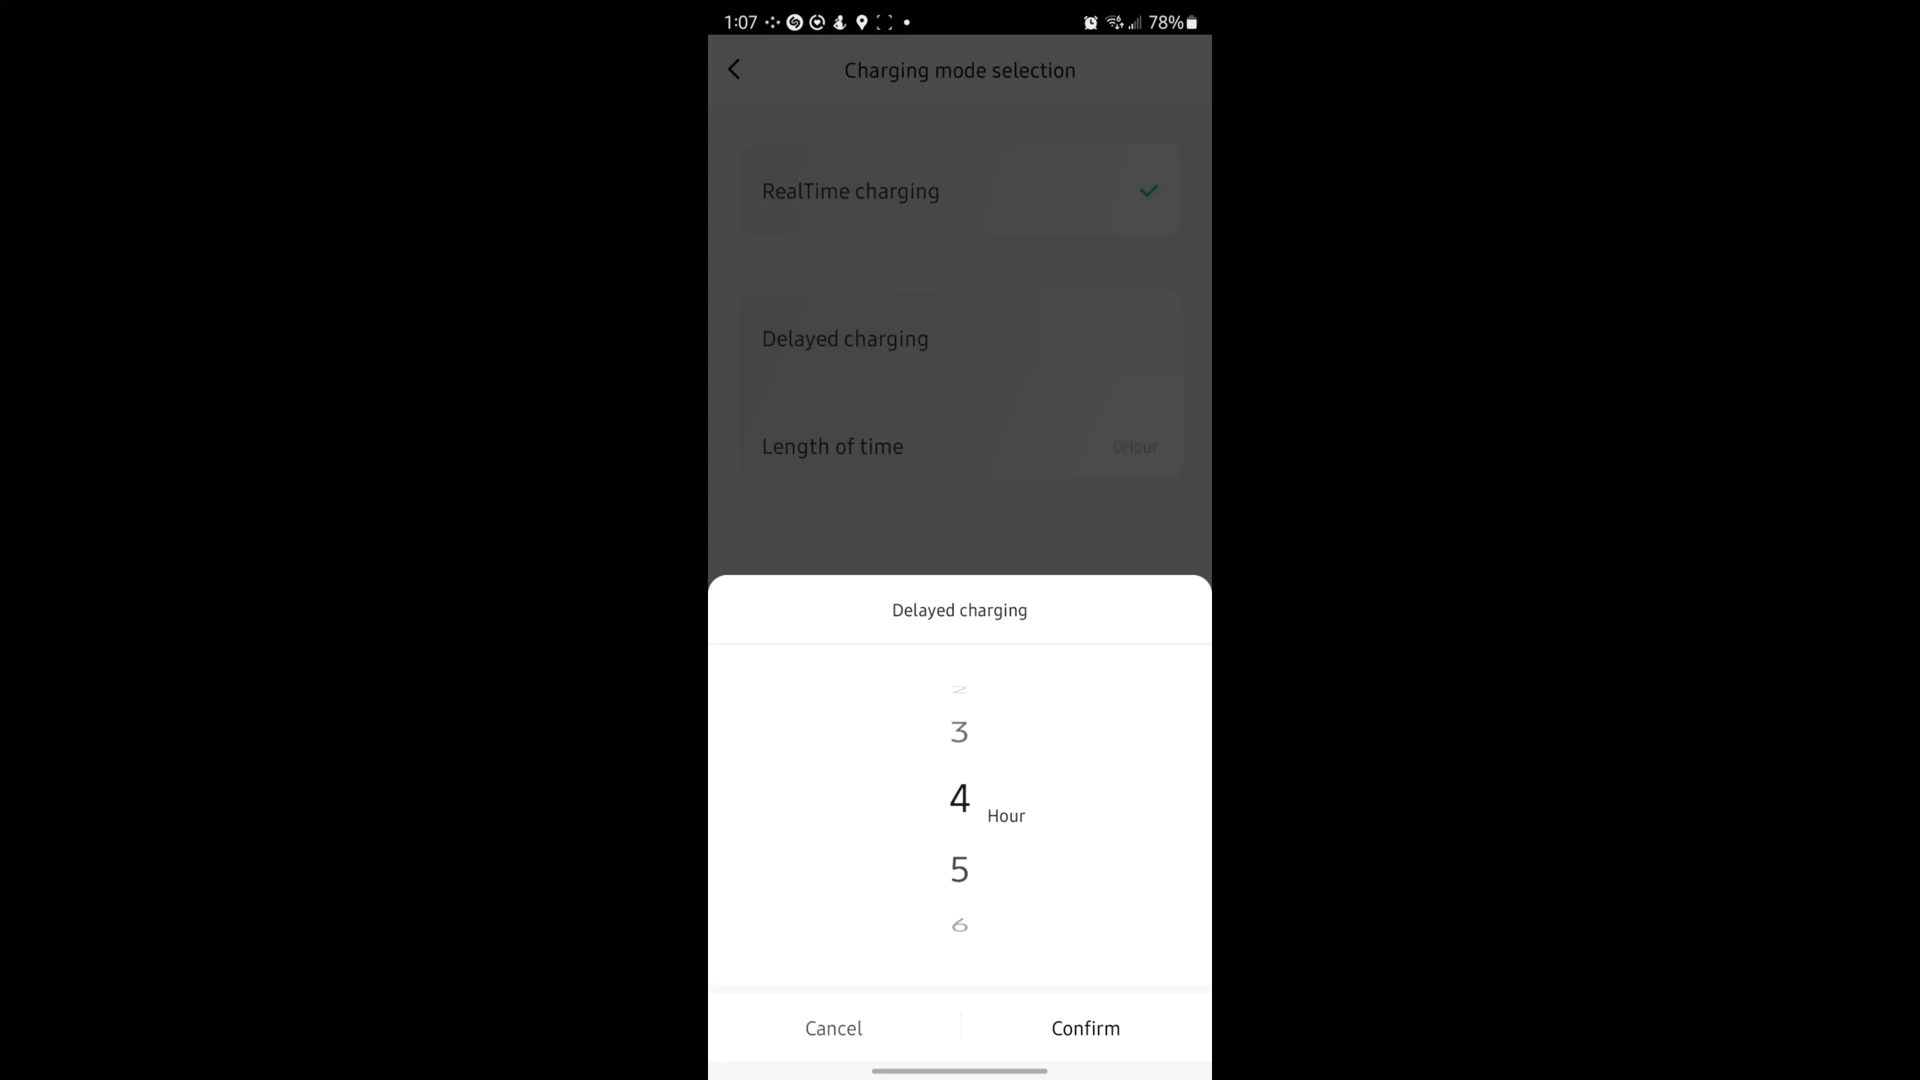 1:07
78%
Charging mode selection
RealTime charging
Delayed charging
Length of time
0Hour
Delayed charging
2
3
4 Hour
5
6
Cancel
Confirm